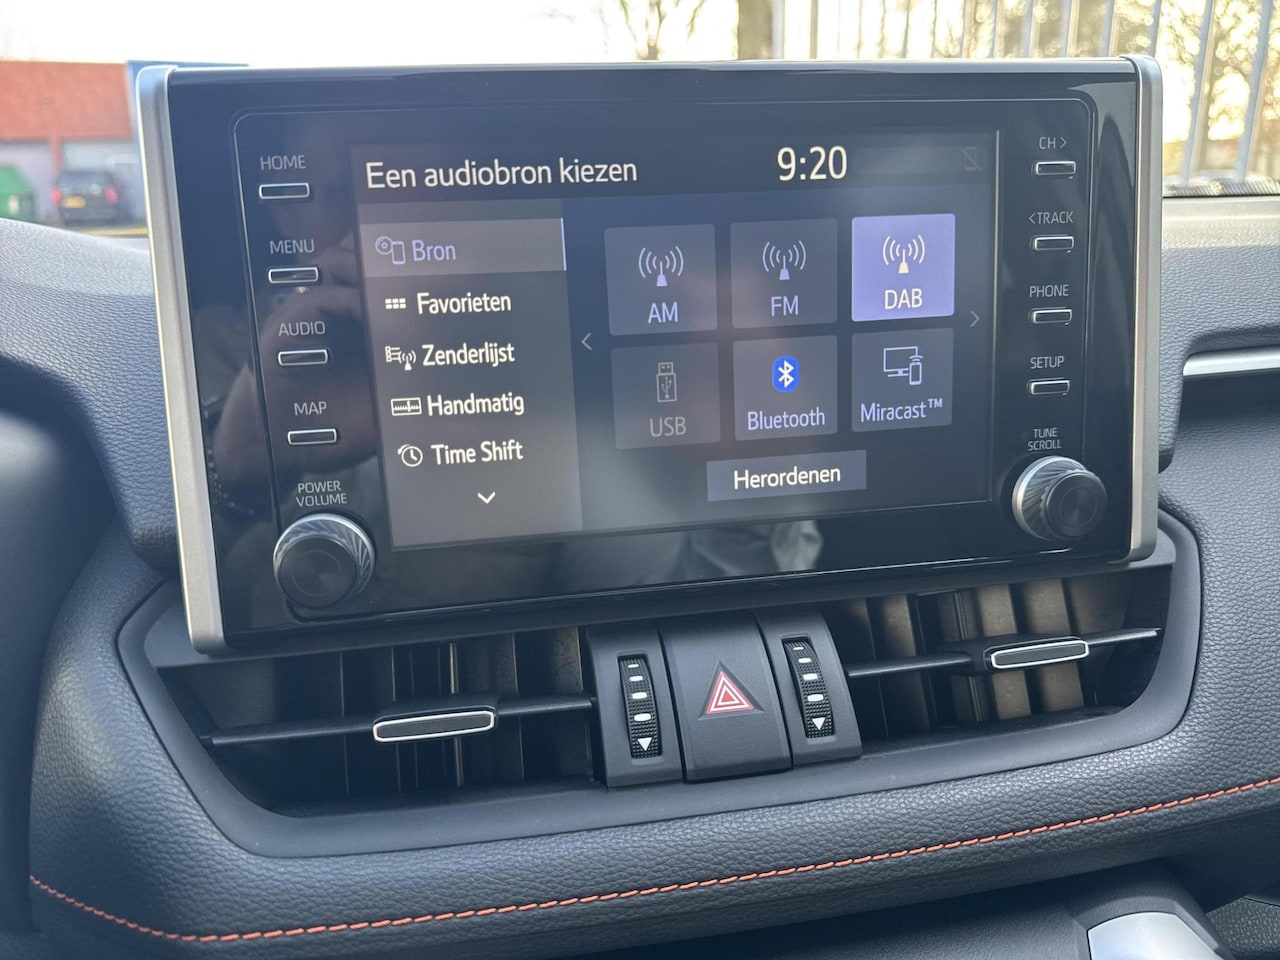 HOME
MENU
AUDIO
MAP
POWER
VOLUME
Een audiobron kiezen
9:20
Bron
Favorieten
Zenderlijst
Handmatig
Time Shift
AM
FM
DAB
USB
Bluetooth
Miracast™
Herordenen
CH >
< TRACK
PHONE
SETUP
TUNE
SCROLL